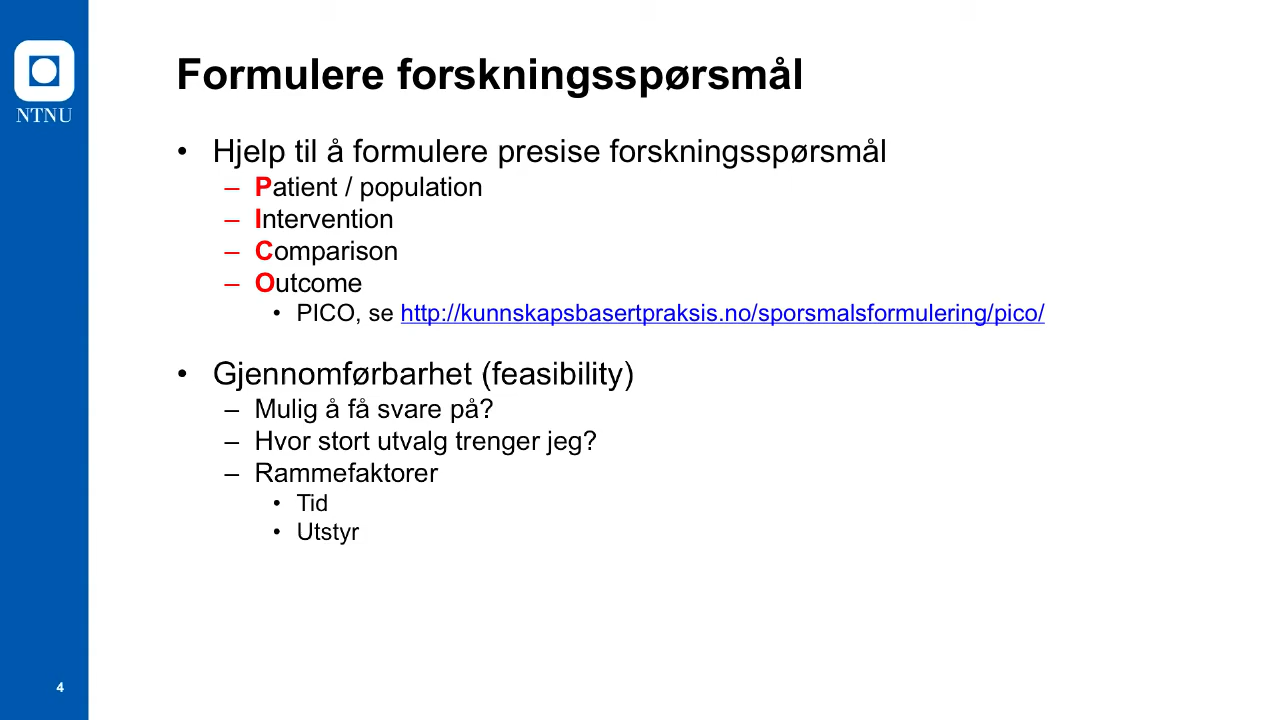 NTNU
Formulere forskningsspørsmål
• Hjelp til å formulere presise forskningsspørsmål
– Patient / population
– Intervention
– Comparison
– Outcome
• PICO, se http://kunnskapsbasertpraksis.no/sporsmalsformulering/pico/
• Gjennomførbarhet (feasibility)
– Mulig å få svare på?
– Hvor stort utvalg trenger jeg?
– Rammefaktorer
• Tid
• Utstyr
4